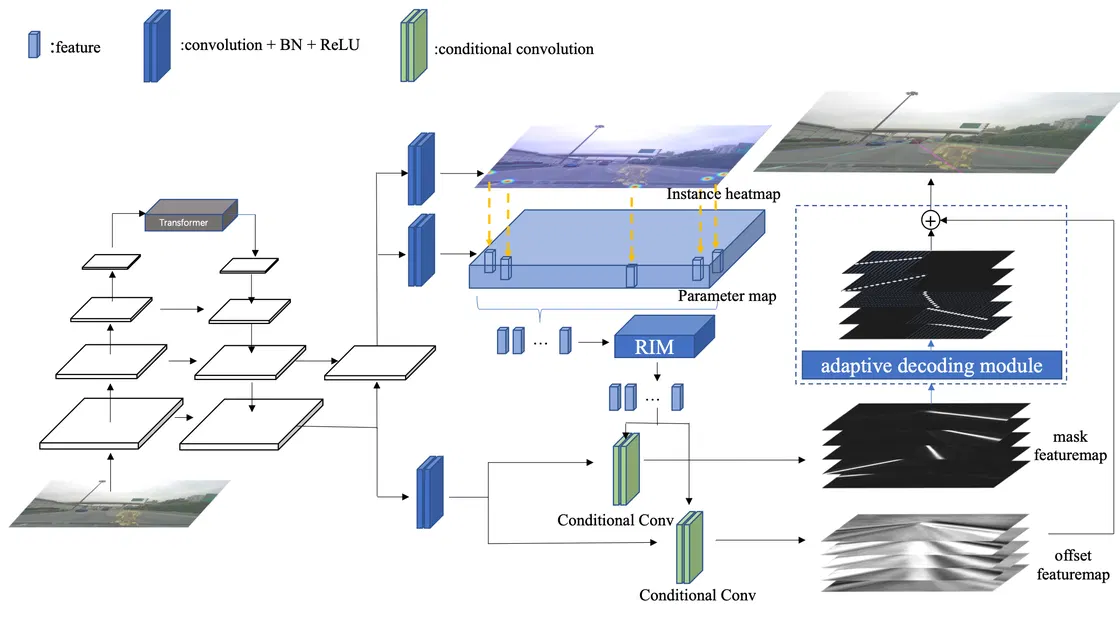 :feature
:convolution + BN + ReLU
:conditional convolution
Transformer
Instance heatmap
Parameter map
...
RIM
...
+
adaptive decoding module
mask
featuremap
Conditional Conv
offset
featuremap
Conditional Conv